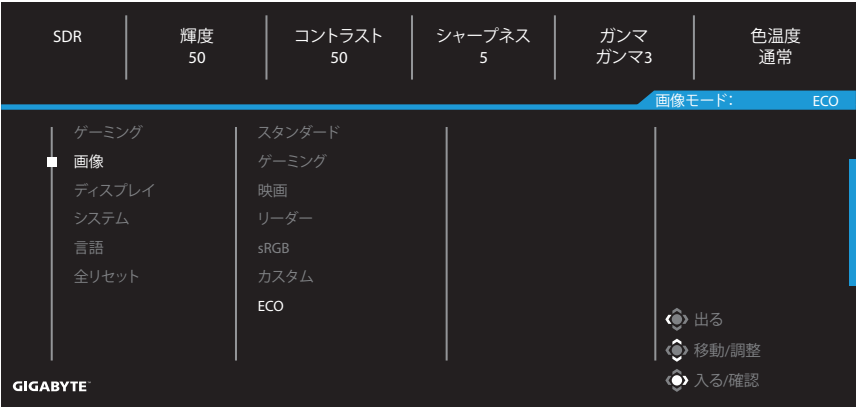 SDR
輝度
50
コントラスト
50
シャープネス
5
ガンマ
ガンマ3
色温度
通常
画像モード: ECO
ゲーミング
画像
ディスプレイ
システム
言語
全リセット
スタンダード
ゲーミング
映画
リーダー
sRGB
カスタム
ECO
出る
移動/調整
入る/確認
GIGABYTE™